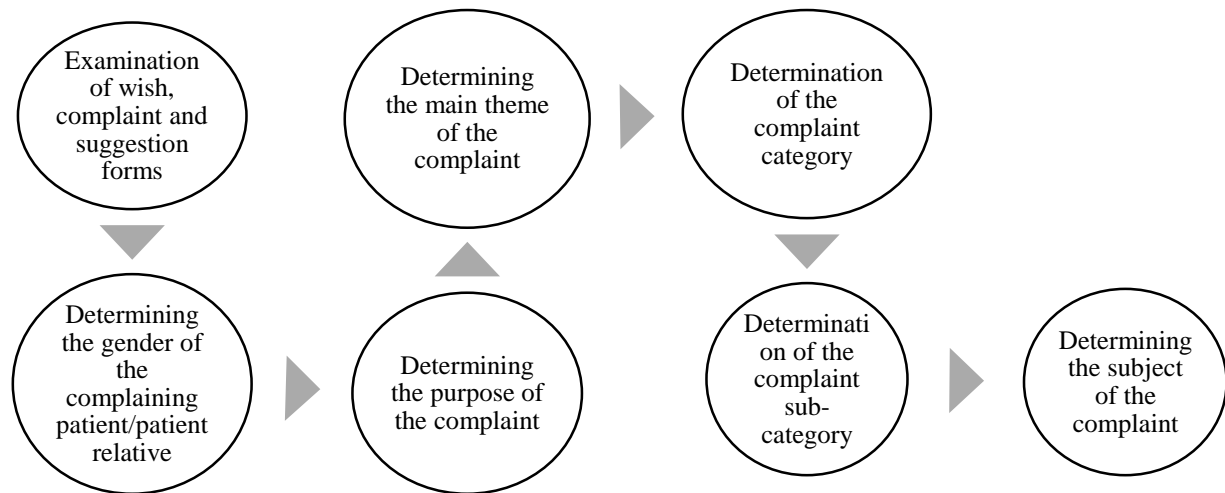 Examination
of wish,
complaint and
suggestion
forms
Determining
the gender of
the
complaining
patient/patient
relative
Determining
the purpose of
the complaint
Determining
the main theme
of the
complaint
Determination
of the
complaint
category
Determinati
on of the
complaint
sub-
category
Determining
the subject
of the
complaint